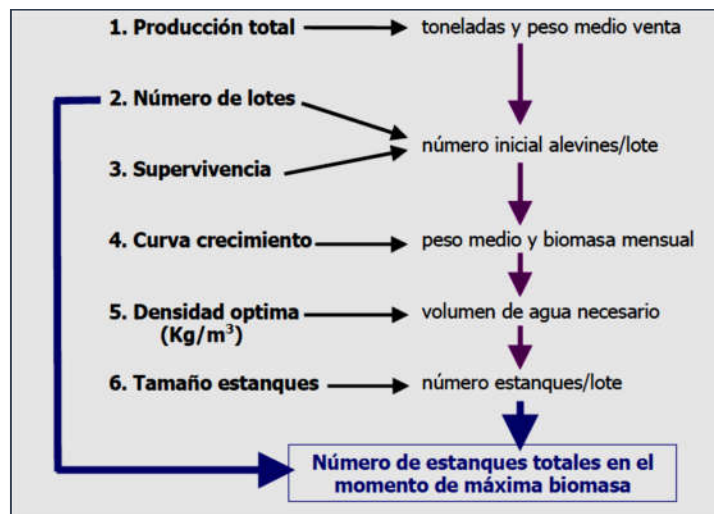 1. Producción total
toneladas y peso medio venta
2. Número de lotes
número inicial alevines/lote
3. Supervivencia
4. Curva crecimiento
peso medio y biomasa mensual
5. Densidad optima
(Kg/m³)
volumen de agua necesario
6. Tamaño estanques
número estanques/lote
Número de estanques totales en el
momento de máxima biomasa